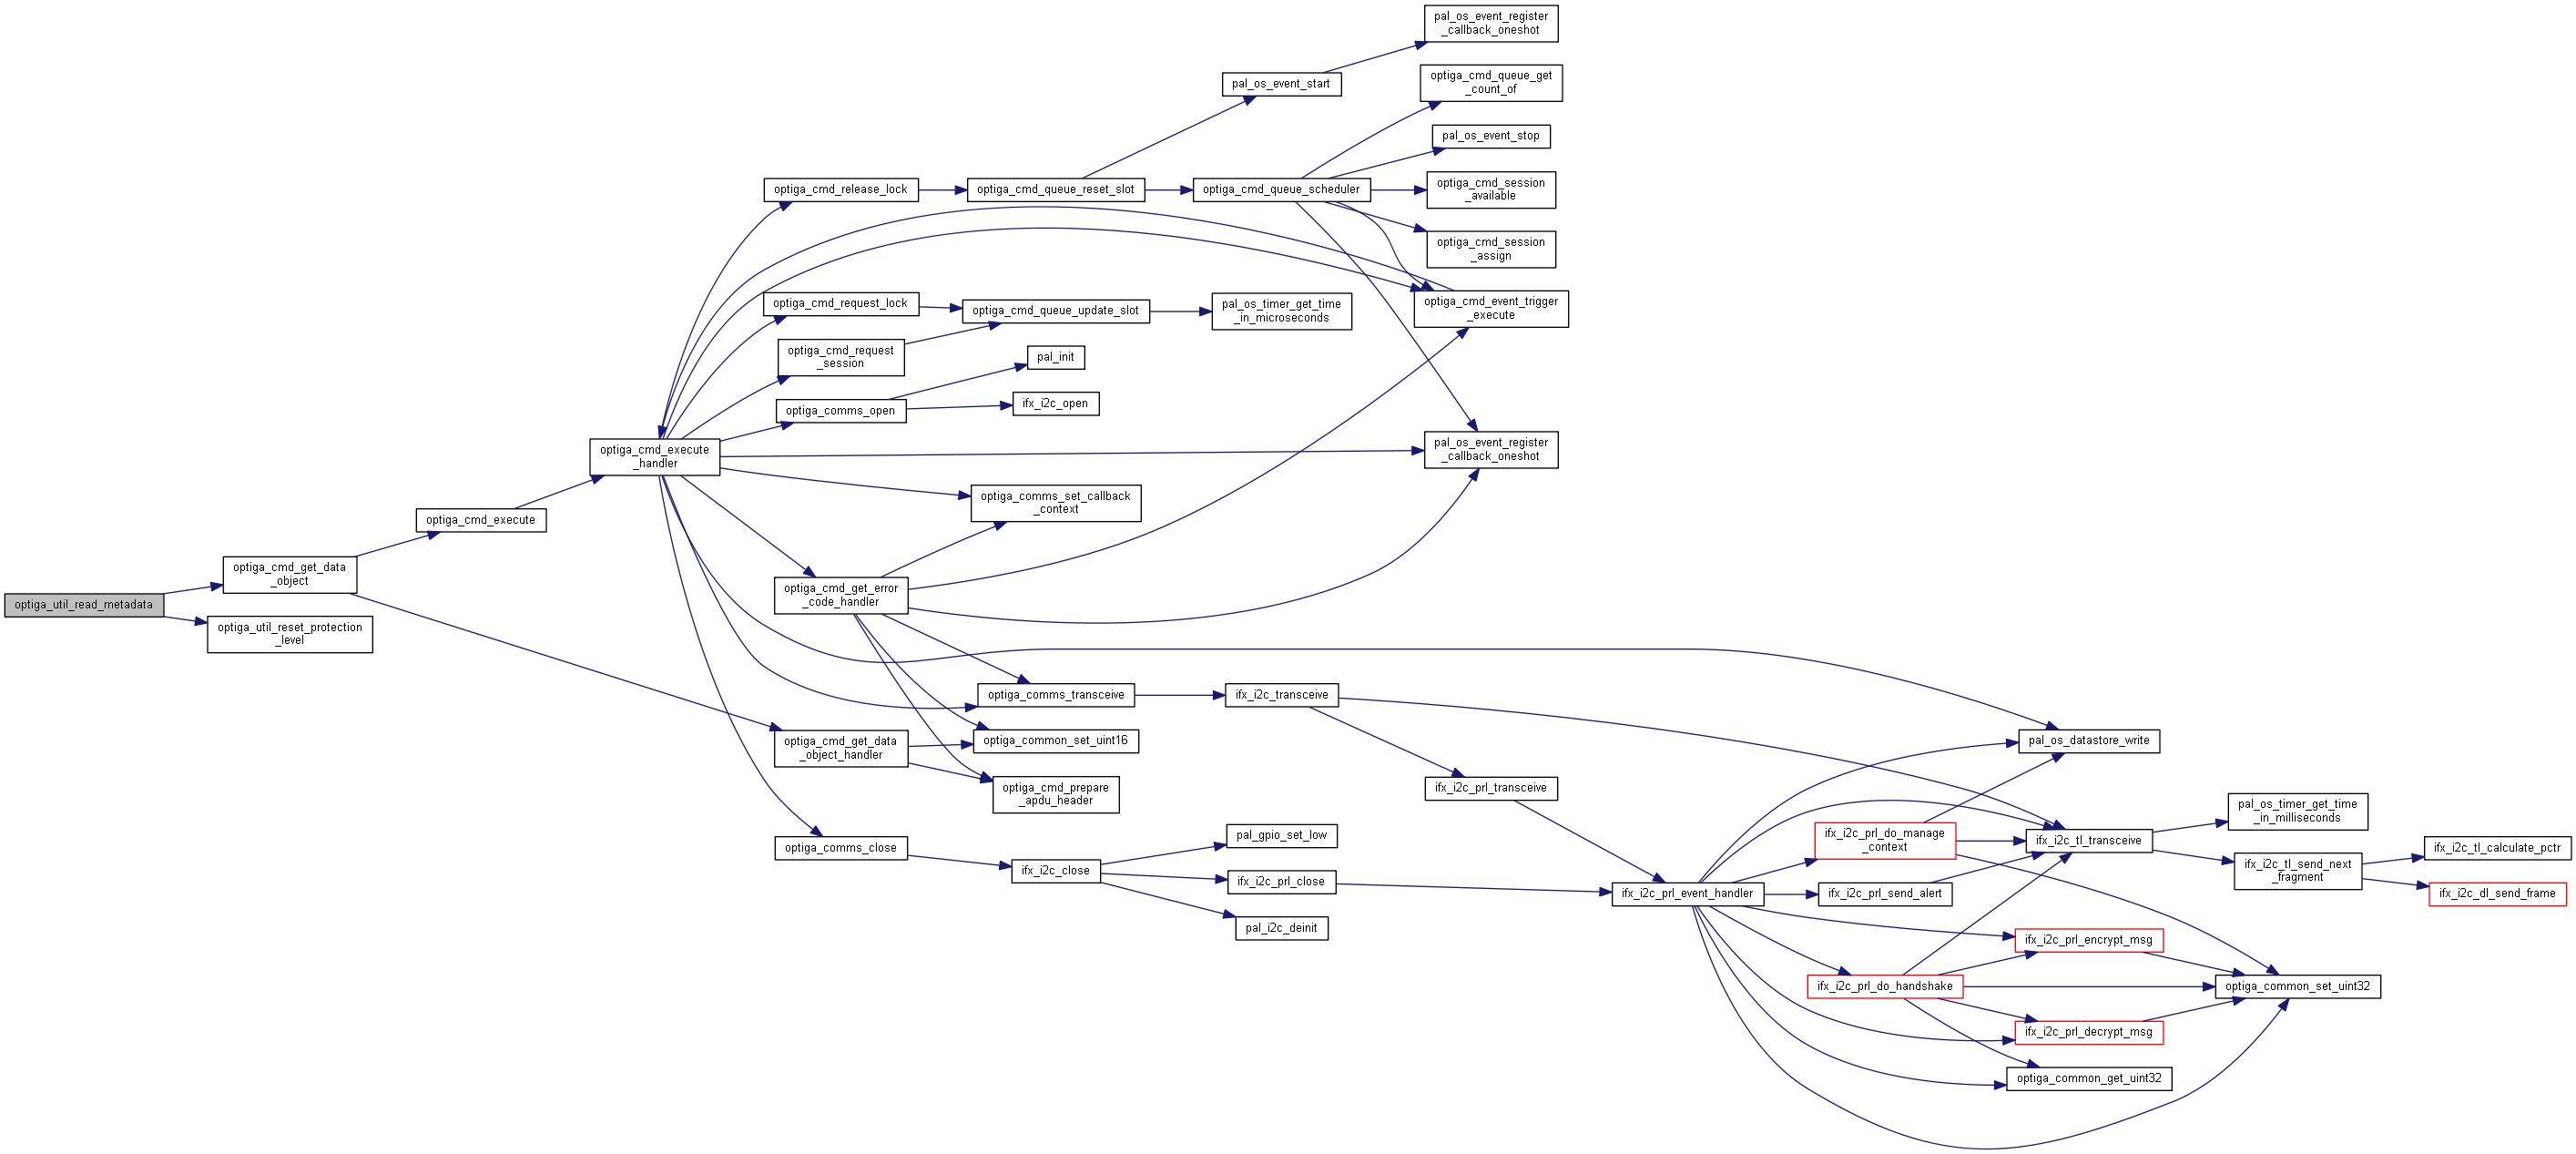 pal_os_event_register
_callback_oneshot
pal_os_event_start
optiga_cmd_queue_get
_count_of
pal_os_event_stop
optiga_cmd_release_lock
optiga_cmd_queue_reset_slot
optiga_cmd_queue_scheduler
optiga_cmd_session
_available
optiga_cmd_session
_assign
optiga_cmd_request_lock
optiga_cmd_queue_update_slot
pal_os_timer_get_time
_in_microseconds
optiga_cmd_event_trigger
_execute
optiga_cmd_request
_session
pal_init
optiga_comms_open
ifx_i2c_open
optiga_cmd_execute
_handler
pal_os_event_register
_callback_oneshot
optiga_comms_set_callback
_context
optiga_cmd_execute
optiga_cmd_get_data
_object
optiga_cmd_get_error
_code_handler
optiga_util_read_metadata
optiga_util_reset_protection
_level
optiga_comms_transceive
ifx_i2c_transceive
optiga_cmd_get_data
_object_handler
optiga_common_set_uint16
pal_os_datastore_write
optiga_cmd_prepare
_apdu_header
ifx_i2c_prl_transceive
optiga_comms_close
pal_gpio_set_low
ifx_i2c_prl_do_manage
_context
ifx_i2c_tl_transceive
pal_os_timer_get_time
_in_milliseconds
ifx_i2c_tl_calculate_pctr
ifx_i2c_close
ifx_i2c_prl_close
ifx_i2c_prl_event_handler
ifx_i2c_prl_send_alert
ifx_i2c_tl_send_next
_fragment
ifx_i2c_dl_send_frame
pal_i2c_deinit
ifx_i2c_prl_encrypt_msg
ifx_i2c_prl_do_handshake
optiga_common_set_uint32
ifx_i2c_prl_decrypt_msg
optiga_common_get_uint32